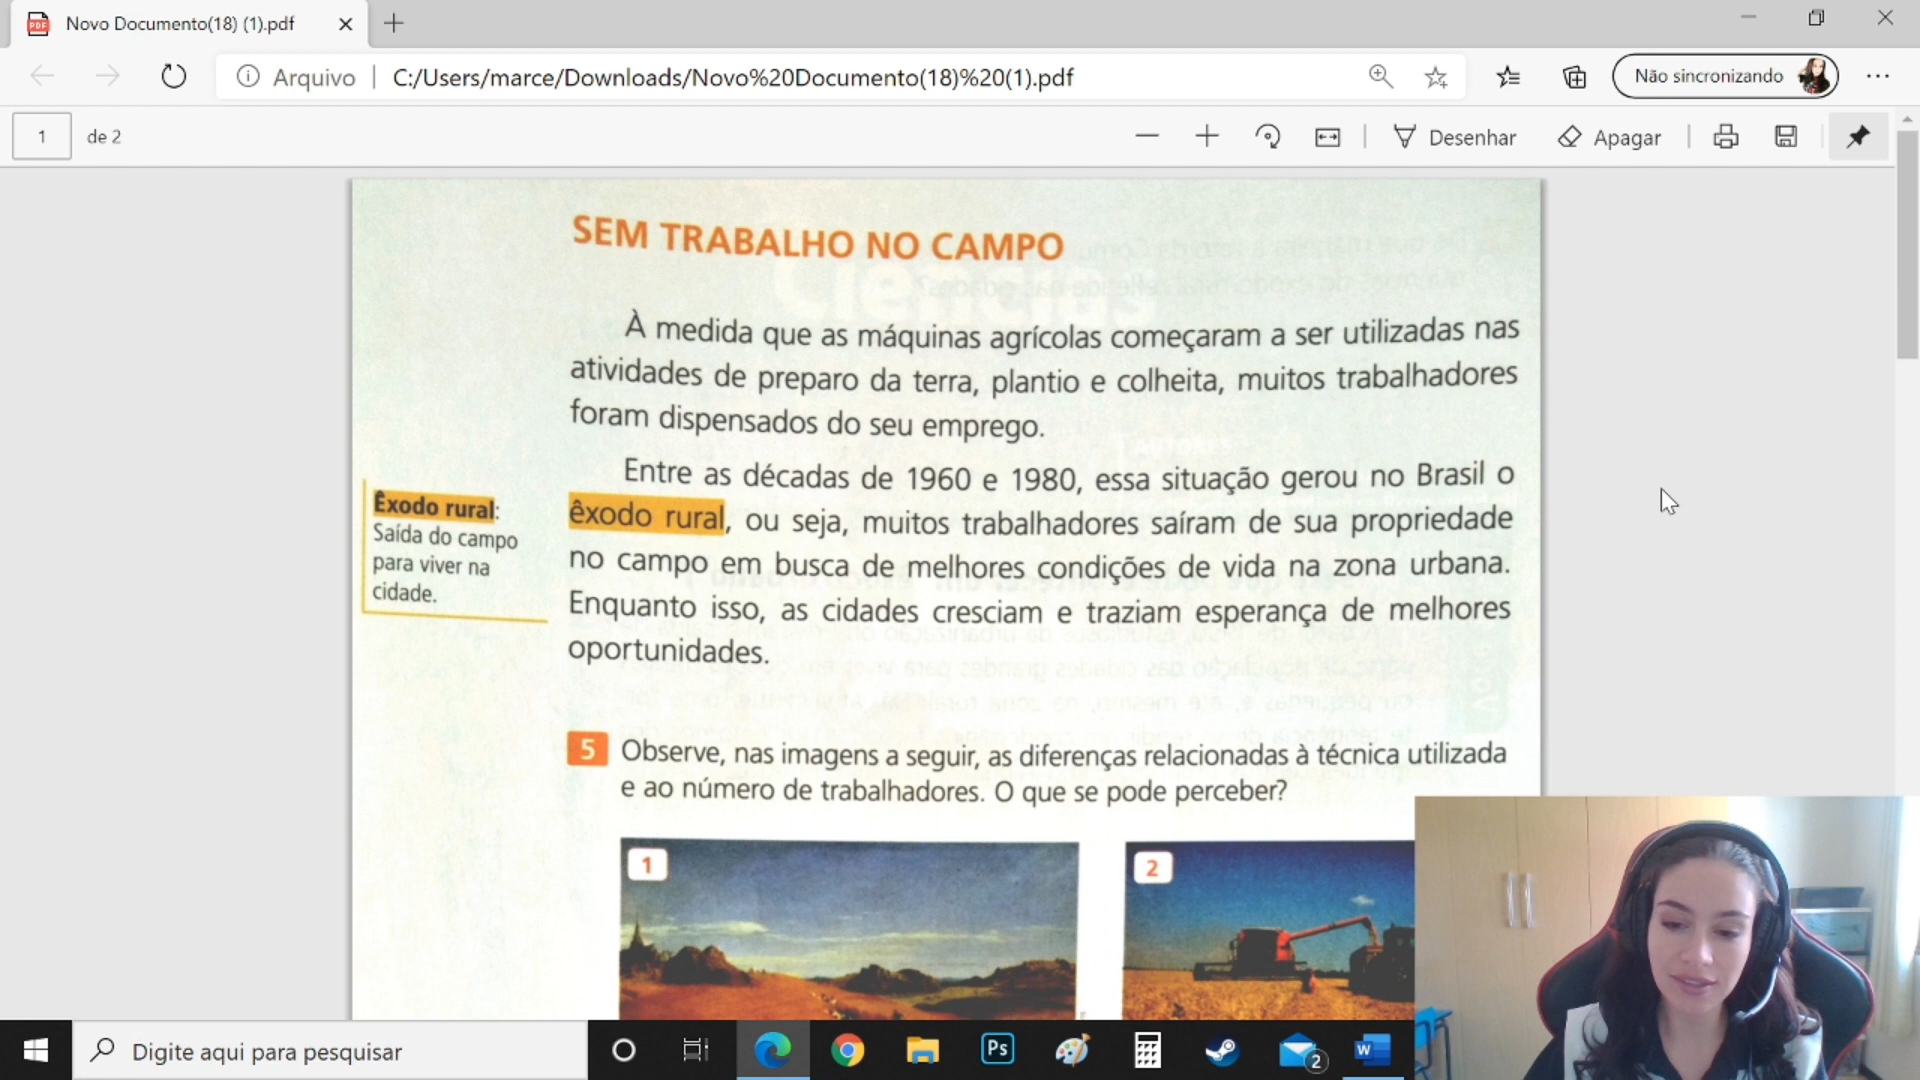 Novo Documento(18) (1).pdf
Arquivo
C:/Users/marce/Downloads/Novo%20Documento(18)%20(1).pdf
Não sincronizando
1
de 2
Desenhar
Apagar
SEM TRABALHO NO CAMPO
À medida que as máquinas agrícolas começaram a ser utilizadas nas
atividades de preparo da terra, plantio e colheita, muitos trabalhadores
foram dispensados do seu emprego.
Entre as décadas de 1960 e 1980, essa situação gerou no Brasil o
êxodo rural, ou seja, muitos trabalhadores saíram de sua propriedade
no campo em busca de melhores condições de vida na zona urbana.
Enquanto isso, as cidades cresciam e traziam esperança de melhores
oportunidades.
Êxodo rural:
Saída do campo
para viver na
cidade.
5 Observe, nas imagens a seguir, as diferenças relacionadas à técnica utilizada
e ao número de trabalhadores. O que se pode perceber?
1
2
Digite aqui para pesquisar
Ps
2
W